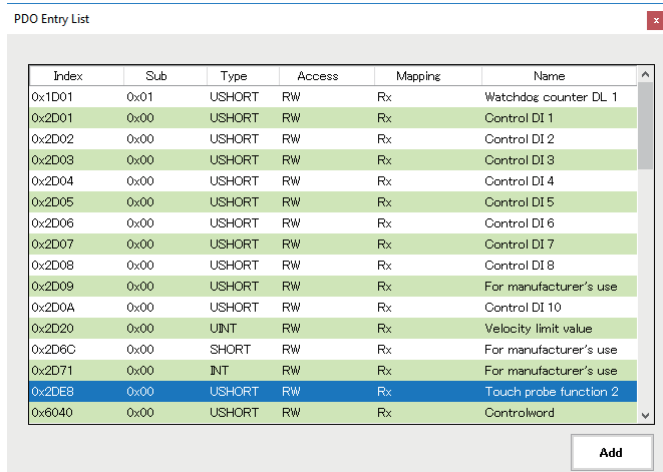 PDO Entry List
x
Index Sub Type Access Mapping Name
0x1D01 0x01 USHORT RW Rx Watchdog counter DL 1
0x2D01 0x00 USHORT RW Rx Control DI 1
0x2D02 0x00 USHORT RW Rx Control DI 2
0x2D03 0x00 USHORT RW Rx Control DI 3
0x2D04 0x00 USHORT RW Rx Control DI 4
0x2D05 0x00 USHORT RW Rx Control DI 5
0x2D06 0x00 USHORT RW Rx Control DI 6
0x2D07 0x00 USHORT RW Rx Control DI 7
0x2D08 0x00 USHORT RW Rx Control DI 8
0x2D09 0x00 USHORT RW Rx For manufacturer's use
0x2D0A 0x00 USHORT RW Rx Control DI 10
0x2D20 0x00 UINT RW Rx Velocity limit value
0x2D6C 0x00 SHORT RW Rx For manufacturer's use
0x2D71 0x00 INT RW Rx For manufacturer's use
0x2DE8 0x00 USHORT RW Rx Touch probe function 2
0x6040 0x00 USHORT RW Rx Controlword
Add